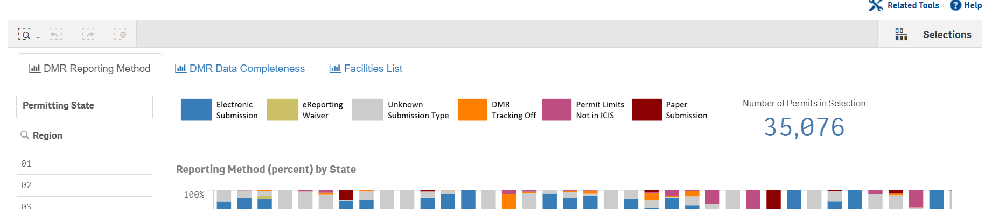 Related Tools Help
Selections
DMR Reporting Method DMR Data Completeness Facilities List
Permitting State
Electronic Submission
eReporting Waiver
Unknown Submission Type
DMR Tracking Off
Permit Limits Not in ICIS
Paper Submission
Number of Permits in Selection
35,076
Region
01
02
03
Reporting Method (percent) by State
100%